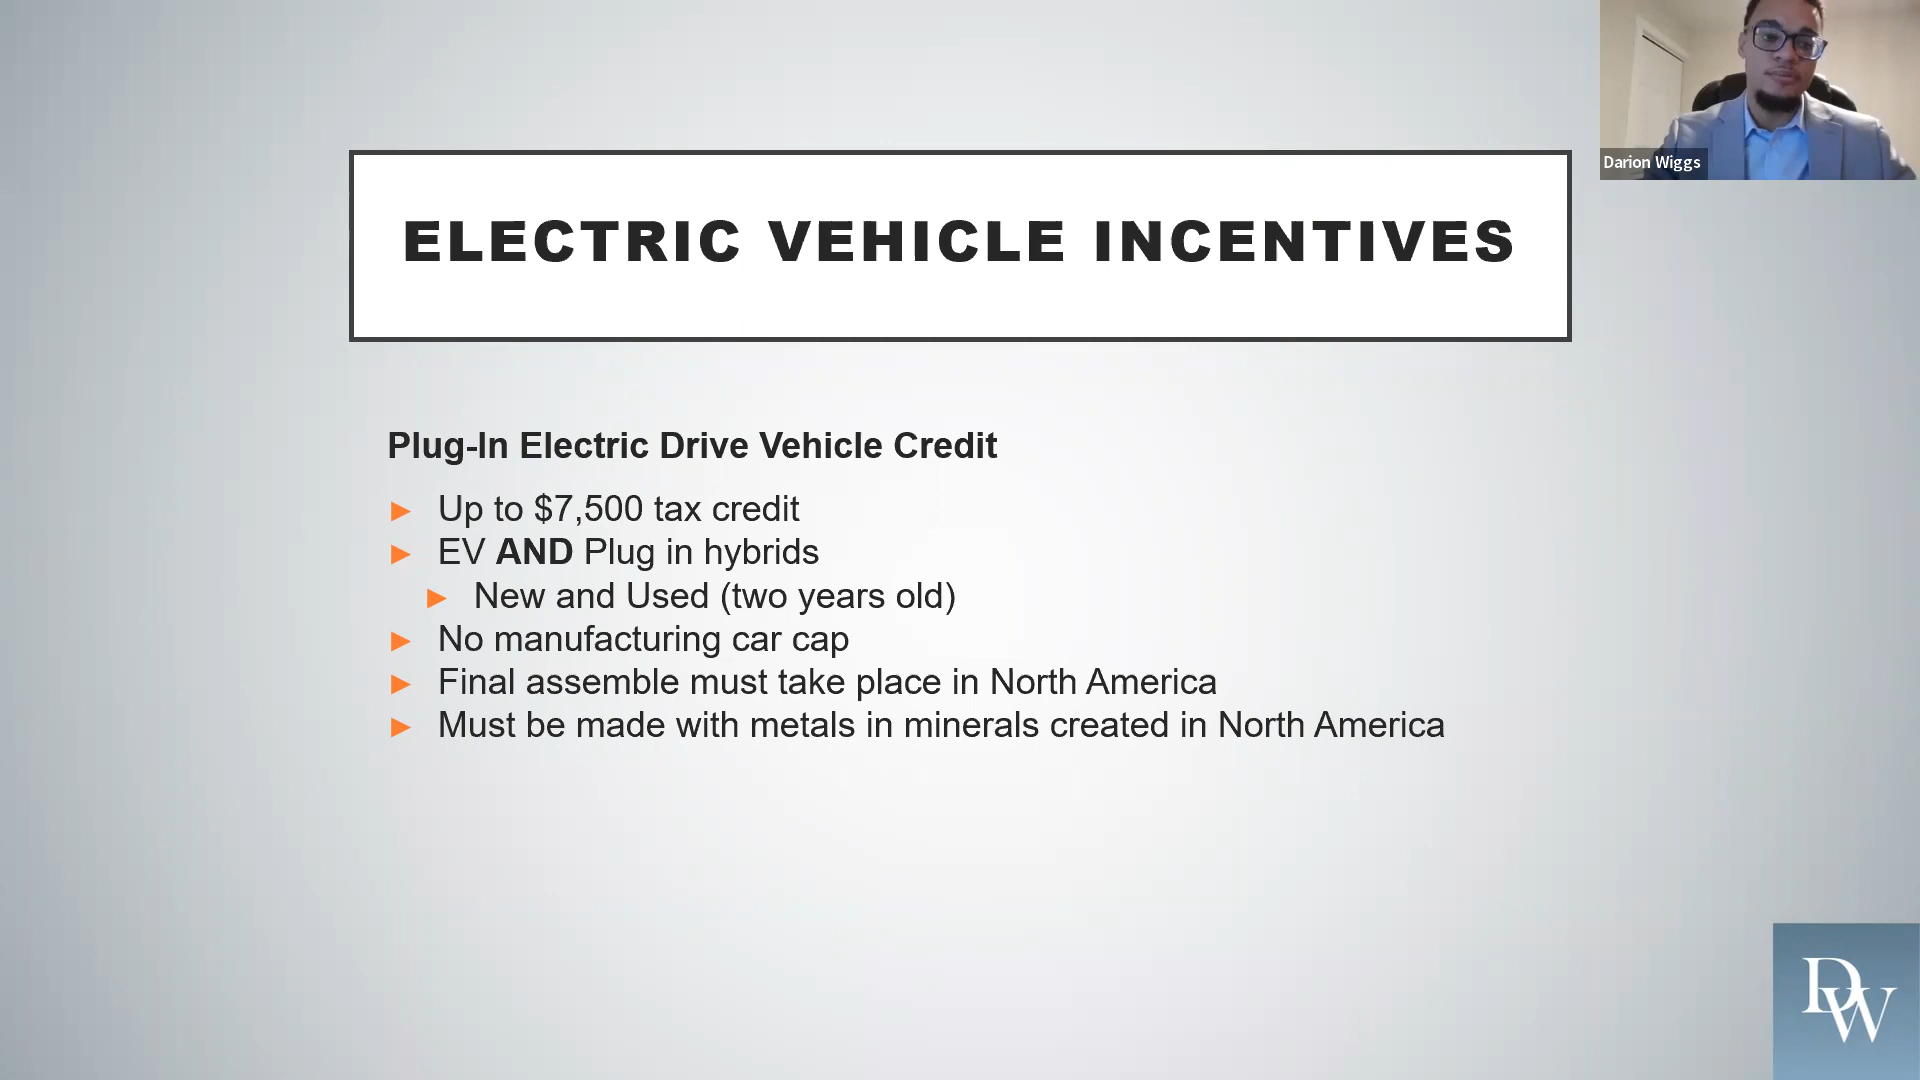 Darion Wiggs
ELECTRIC VEHICLE INCENTIVES
Plug-In Electric Drive Vehicle Credit
► Up to $7,500 tax credit
► EV AND Plug in hybrids
► New and Used (two years old)
► No manufacturing car cap
► Final assemble must take place in North America
► Must be made with metals in minerals created in North America
DW